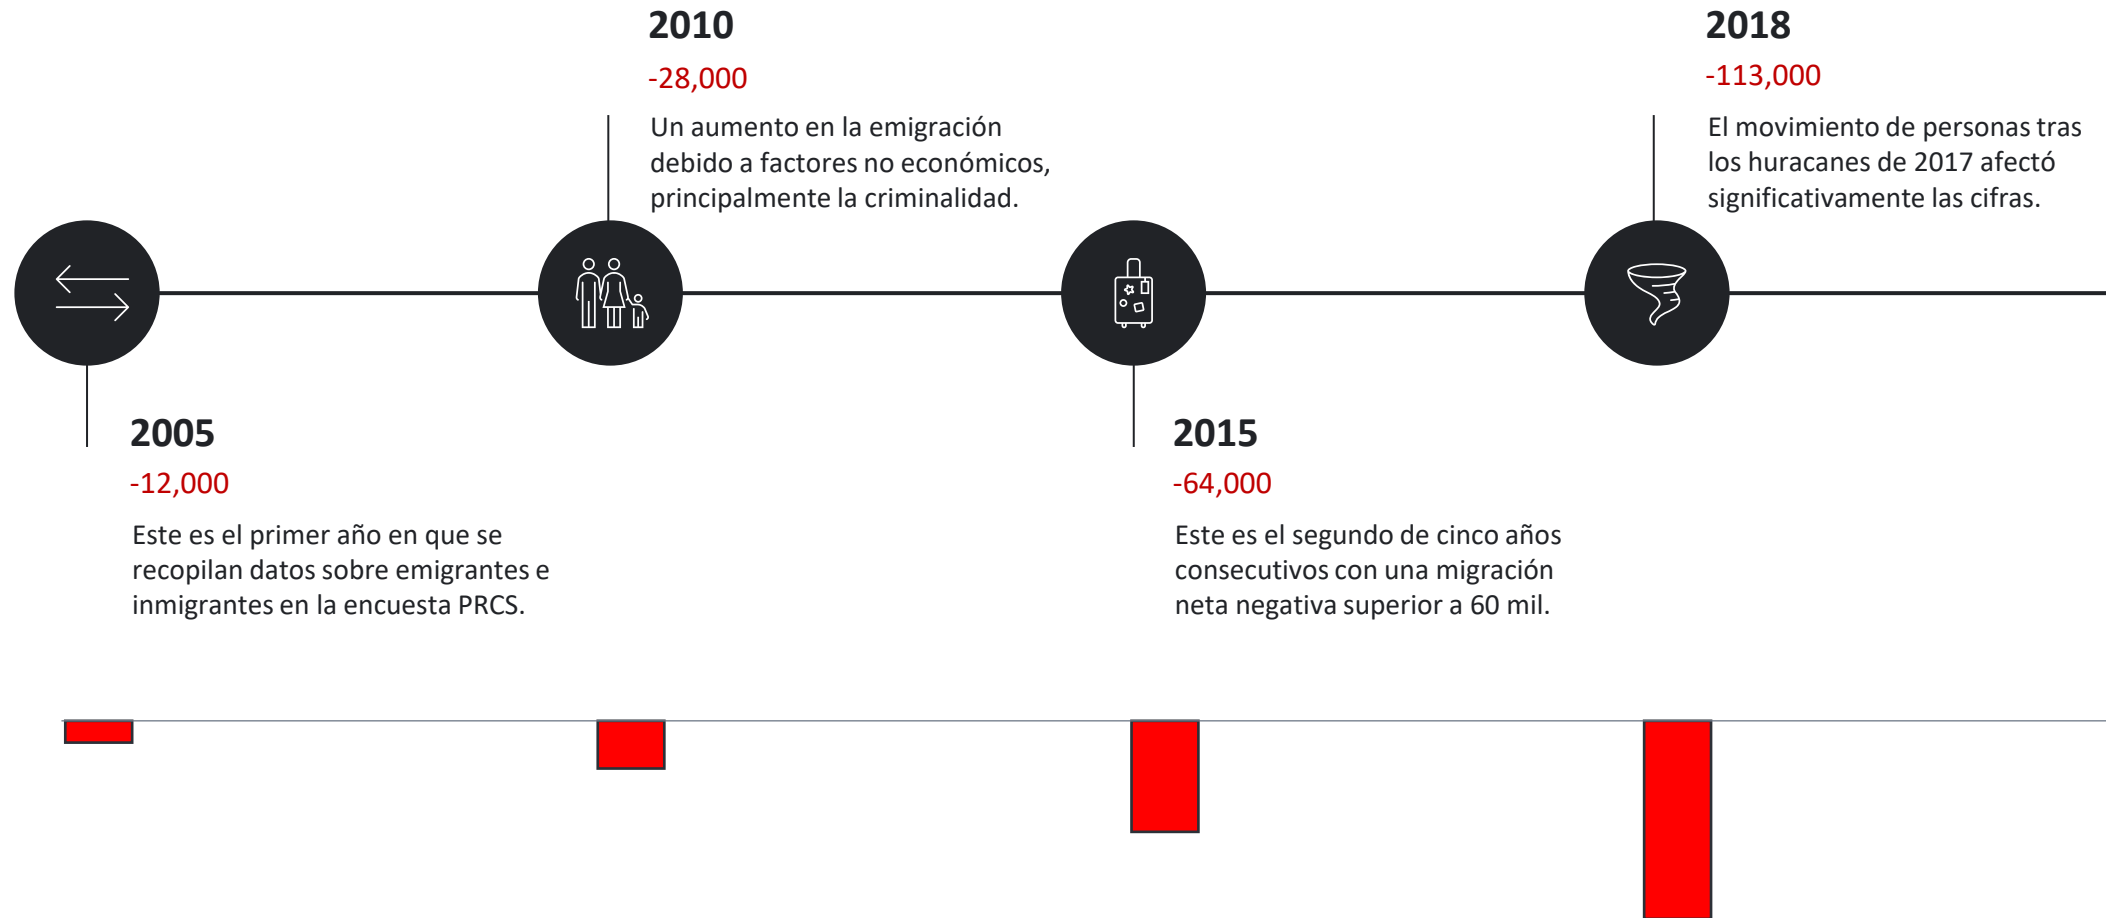 2010
-28,000
Un aumento en la emigración
debido a factores no económicos,
principalmente la criminalidad.
2018
-113,000
El movimiento de personas tras
los huracanes de 2017 afectó
significativamente las cifras.
2005
-12,000
Este es el primer año en que se
recopilan datos sobre emigrantes e
inmigrantes en la encuesta PRCS.
2015
-64,000
Este es el segundo de cinco años
consecutivos con una migración
neta negativa superior a 60 mil.